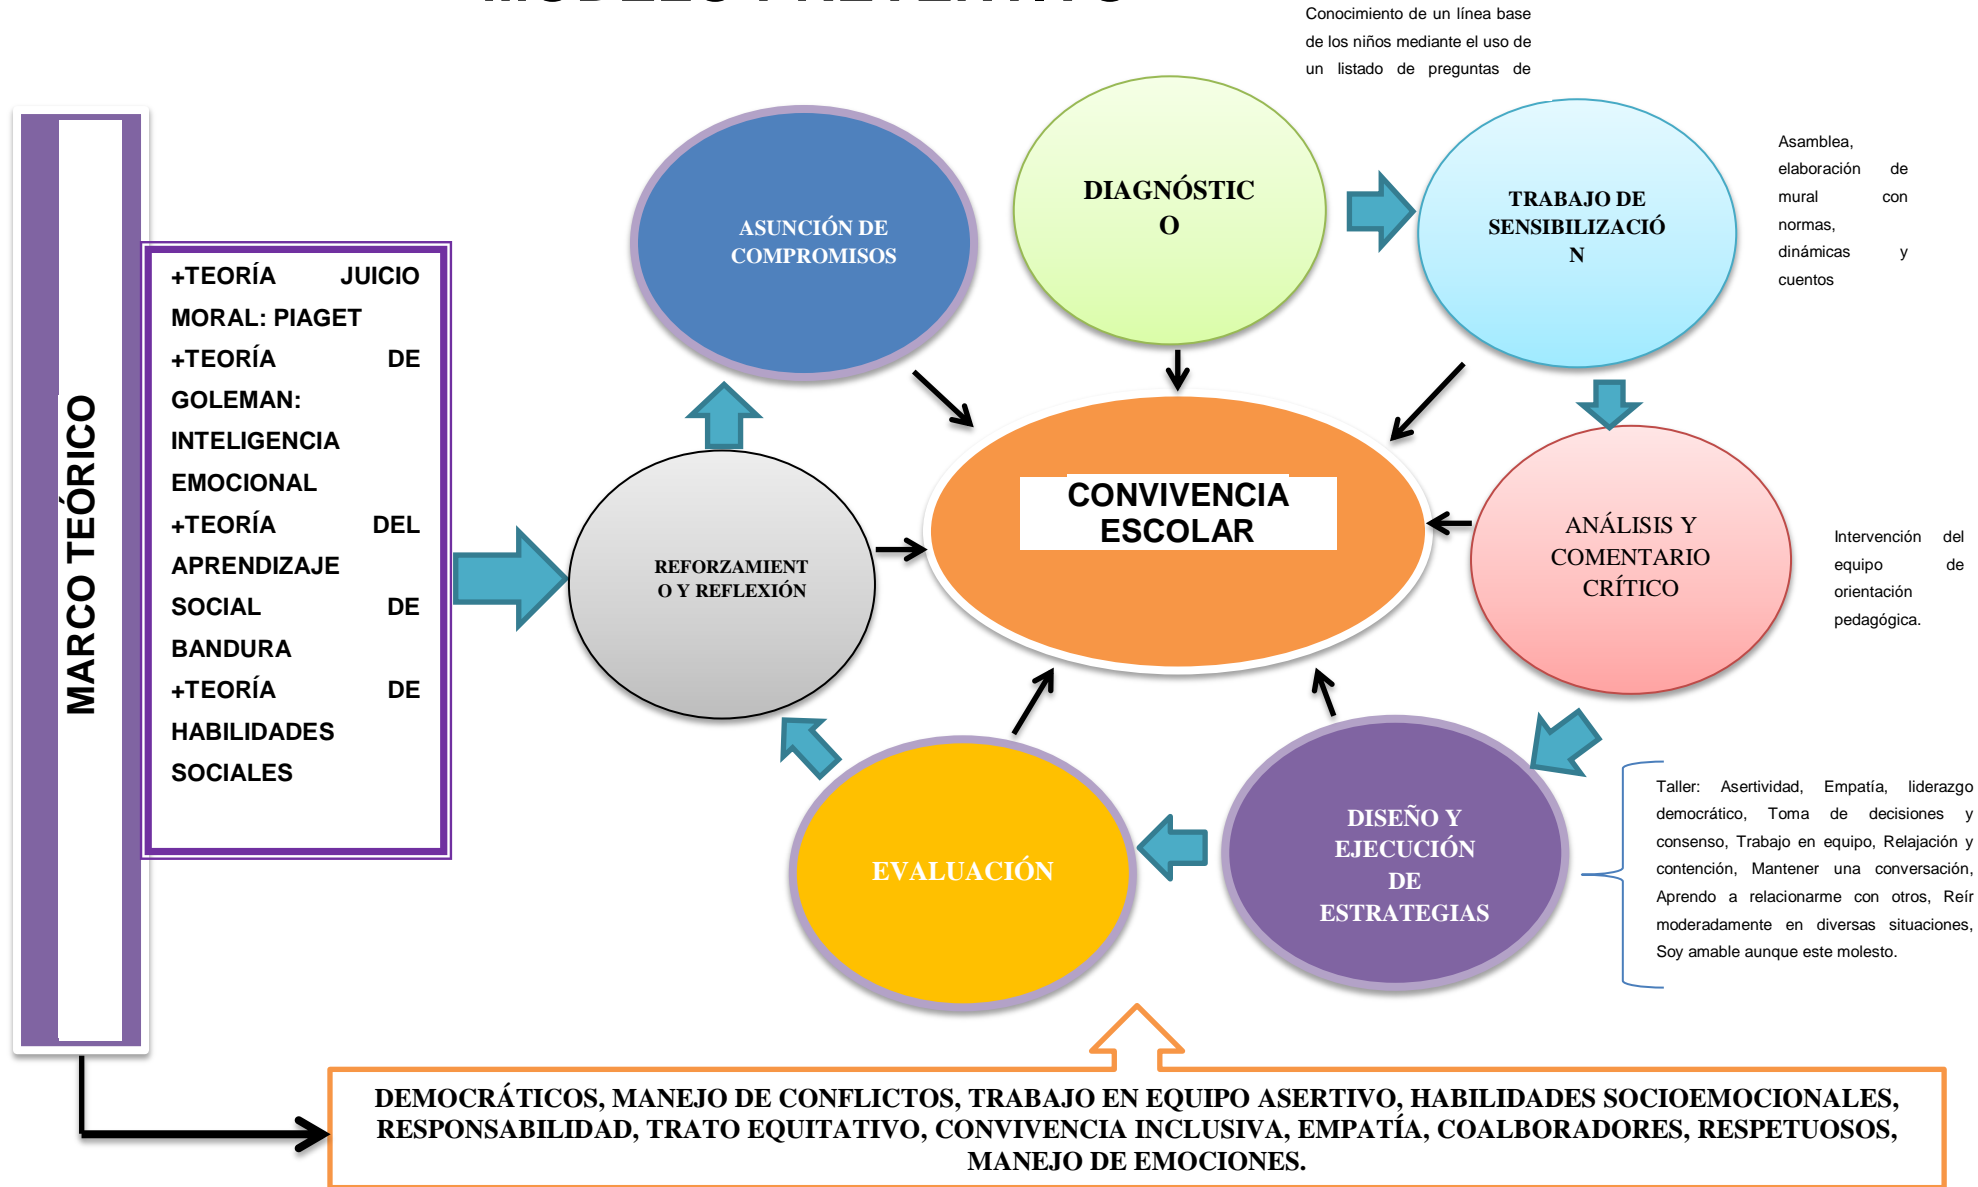 MODELO PREVENTIVO
Conocimiento de un línea base
de los niños mediante el uso de
un listado de preguntas de
MARCO TEÓRICO
+TEORÍA JUICIO
MORAL: PIAGET
+TEORÍA DE
GOLEMAN:
INTELIGENCIA
EMOCIONAL
+TEORÍA DEL
APRENDIZAJE
SOCIAL DE
BANDURA
+TEORÍA DE
HABILIDADES
SOCIALES
ASUNCIÓN DE
COMPROMISOS
DIAGNÓSTIC
O
TRABAJO DE
SENSIBILIZACIÓ
N
Asamblea,
elaboración de
mural con
normas,
dinámicas y
cuentos
CONVIVENCIA
ESCOLAR
REFORZAMIENT
O Y REFLEXIÓN
ANÁLISIS Y
COMENTARIO
CRÍTICO
Intervención del
equipo de
orientación
pedagógica.
EVALUACIÓN
DISEÑO Y
EJECUCIÓN
DE
ESTRATEGIAS
Taller: Asertividad, Empatía, liderazgo
democrático, Toma de decisiones y
consenso, Trabajo en equipo, Relajación y
contención, Mantener una conversación,
Aprendo a relacionarme con otros, Reír
moderadamente en diversas situaciones,
Soy amable aunque este molesto.
DEMOCRÁTICOS, MANEJO DE CONFLICTOS, TRABAJO EN EQUIPO ASERTIVO, HABILIDADES SOCIOEMOCIONALES,
RESPONSABILIDAD, TRATO EQUITATIVO, CONVIVENCIA INCLUSIVA, EMPATÍA, COALBORADORES, RESPETUOSOS,
MANEJO DE EMOCIONES.